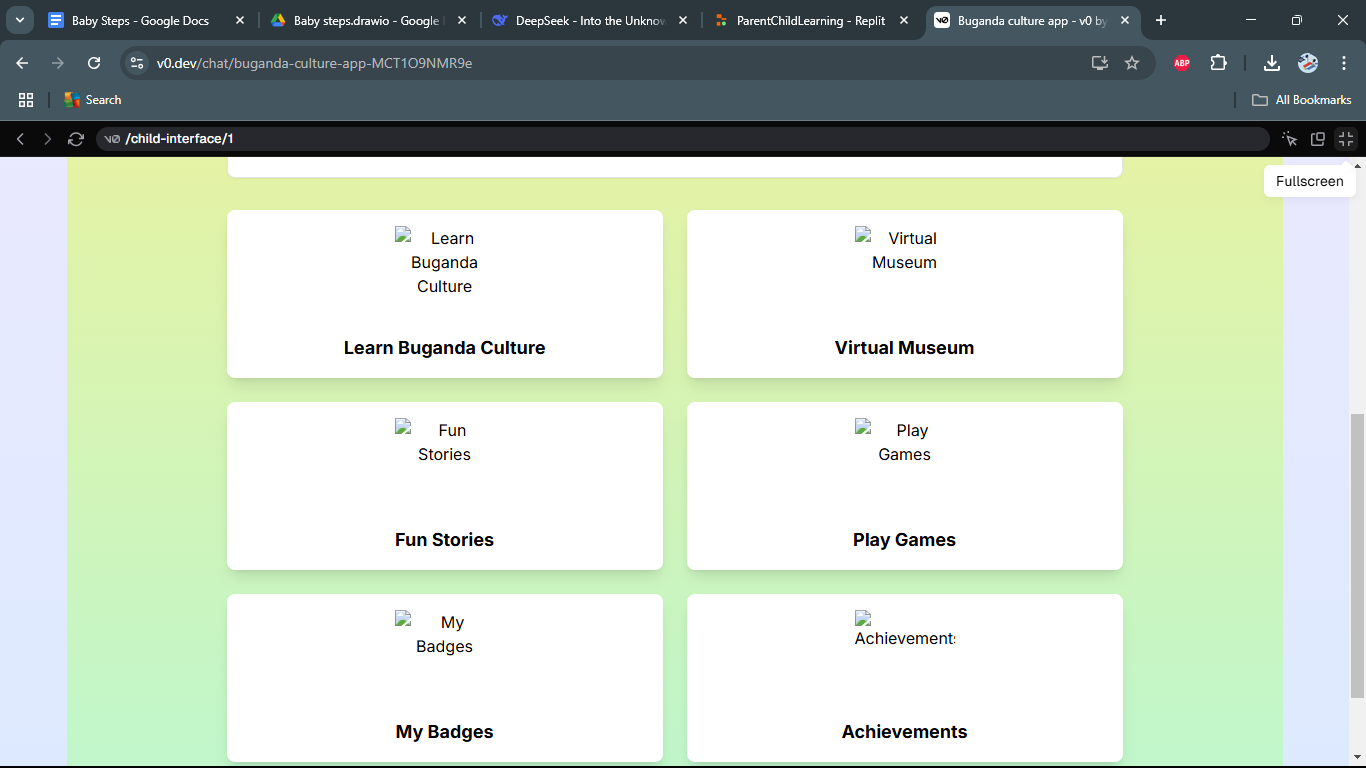 Baby Steps - Google Docs
Baby steps.drawio - Google
DeepSeek - Into the Unknow
ParentChildLearning - Replit
Buganda culture app - v0 by
v0.dev/chat/buganda-culture-app-MCT1O9NMR9e
ABP
Search
All Bookmarks
v0 /child-interface/1
Fullscreen
Learn
Buganda
Culture
Learn Buganda Culture
Virtual
Museum
Virtual Museum
Fun
Stories
Fun Stories
Play
Games
Play Games
My
Badges
My Badges
Achievements
Achievements